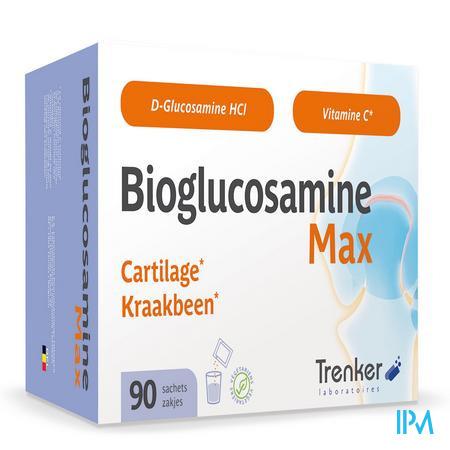 D-Glucosamine HCl
Vitamine C*
Bioglucosamine
Max
Cartilage*
Kraakbeen*
90 sachets
zakjes
Trenker
laboratoires
Bioglucosamine
Max
IPM